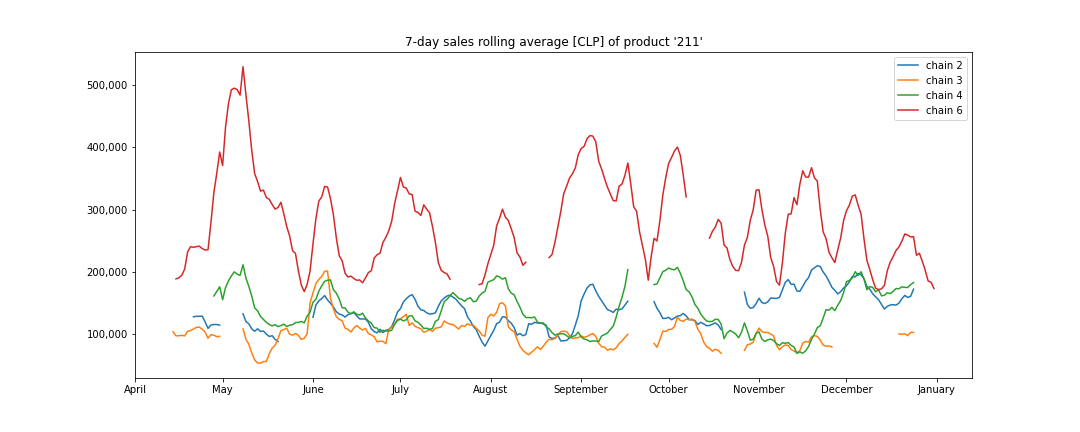 7-day sales rolling average [CLP] of product '211'
chain 2
chain 3
chain 4
chain 6
500,000
400,000
300,000
200,000
100,000
April May June July August September October November December January